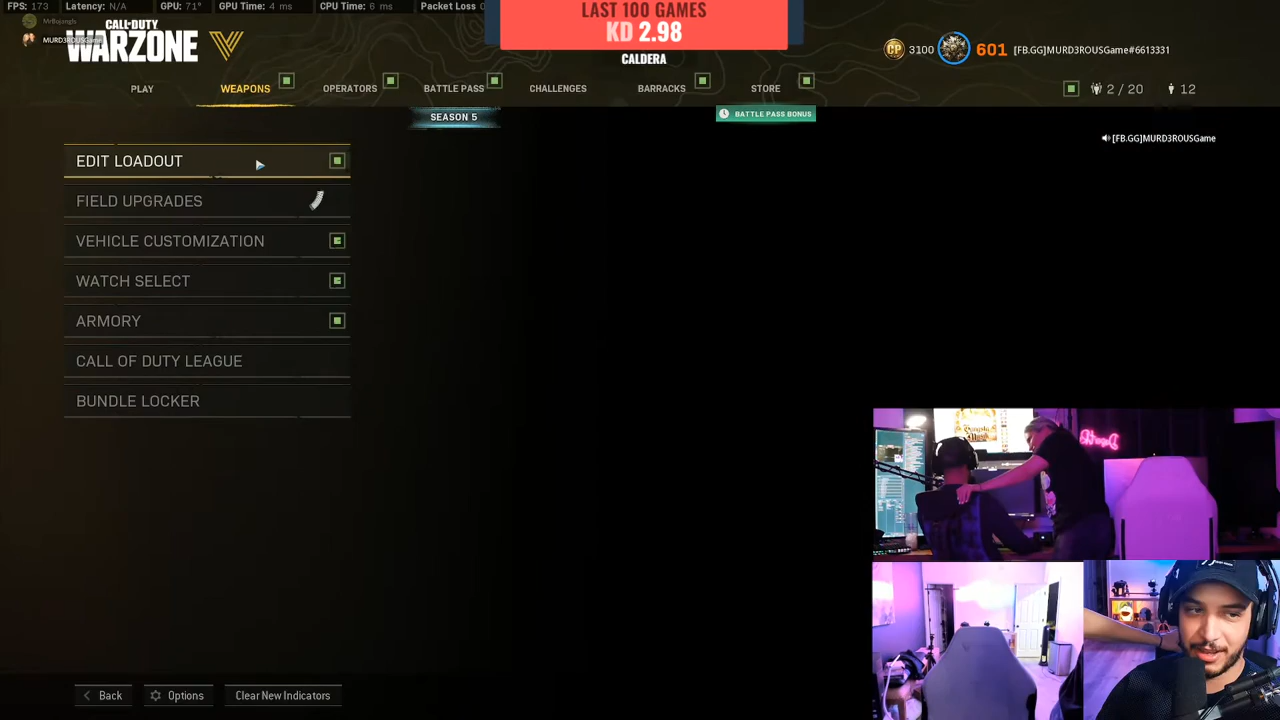 FPS: 173 Latency: N/A GPU: 71° GPU Time: 4 ms CPU Time: 6 ms Packet Loss
MrBojangls
MURD3ROUSGame
CALL OF DUTY
WARZONE
LAST 100 GAMES
KD 2.98
CALDERA
CP 3100 601 [FB.GG]MURD3ROUSGame#6613331
PLAY WEAPONS OPERATORS BATTLE PASS CHALLENGES BARRACKS STORE 2 / 20 12
SEASON 5 BATTLE PASS BONUS
[FB.GG]MURD3ROUSGame
EDIT LOADOUT
FIELD UPGRADES
VEHICLE CUSTOMIZATION
WATCH SELECT
ARMORY
CALL OF DUTY LEAGUE
BUNDLE LOCKER
Back Options Clear New Indicators